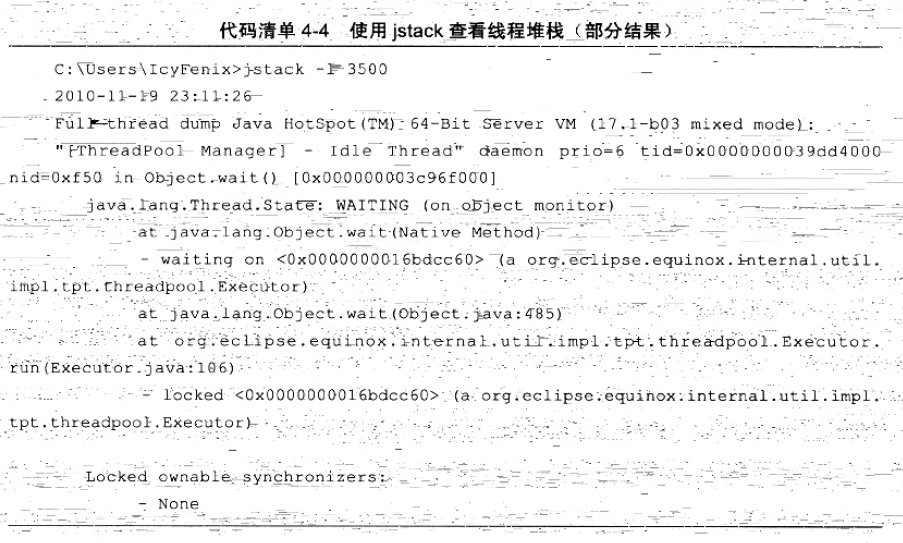 代码清单 4-4 使用 jstack 查看线程堆栈（部分结果）
C:\Users\IcyFenix>jstack -l 3500
2010-11-19 23:11:26
Full thread dump Java HotSpot(TM) 64-Bit Server VM (17.1-b03 mixed mode):
"[ThreadPool Manager] - Idle Thread" daemon prio=6 tid=0x0000000039dd4000
nid=0xf50 in Object.wait() [0x000000003c96f000]
java.lang.Thread.State: WAITING (on object monitor)
at java.lang.Object.wait(Native Method)
- waiting on <0x0000000016bdcc60> (a org.eclipse.equinox.internal.util.
impl.tpt.threadpool.Executor)
at java.lang.Object.wait(Object.java:485)
at org.eclipse.equinox.internal.util.impl.tpt.threadpool.Executor.
run(Executor.java:106)
- locked <0x0000000016bdcc60> (a org.eclipse.equinox.internal.util.impl.
tpt.threadpool.Executor)
Locked ownable synchronizers:
- None